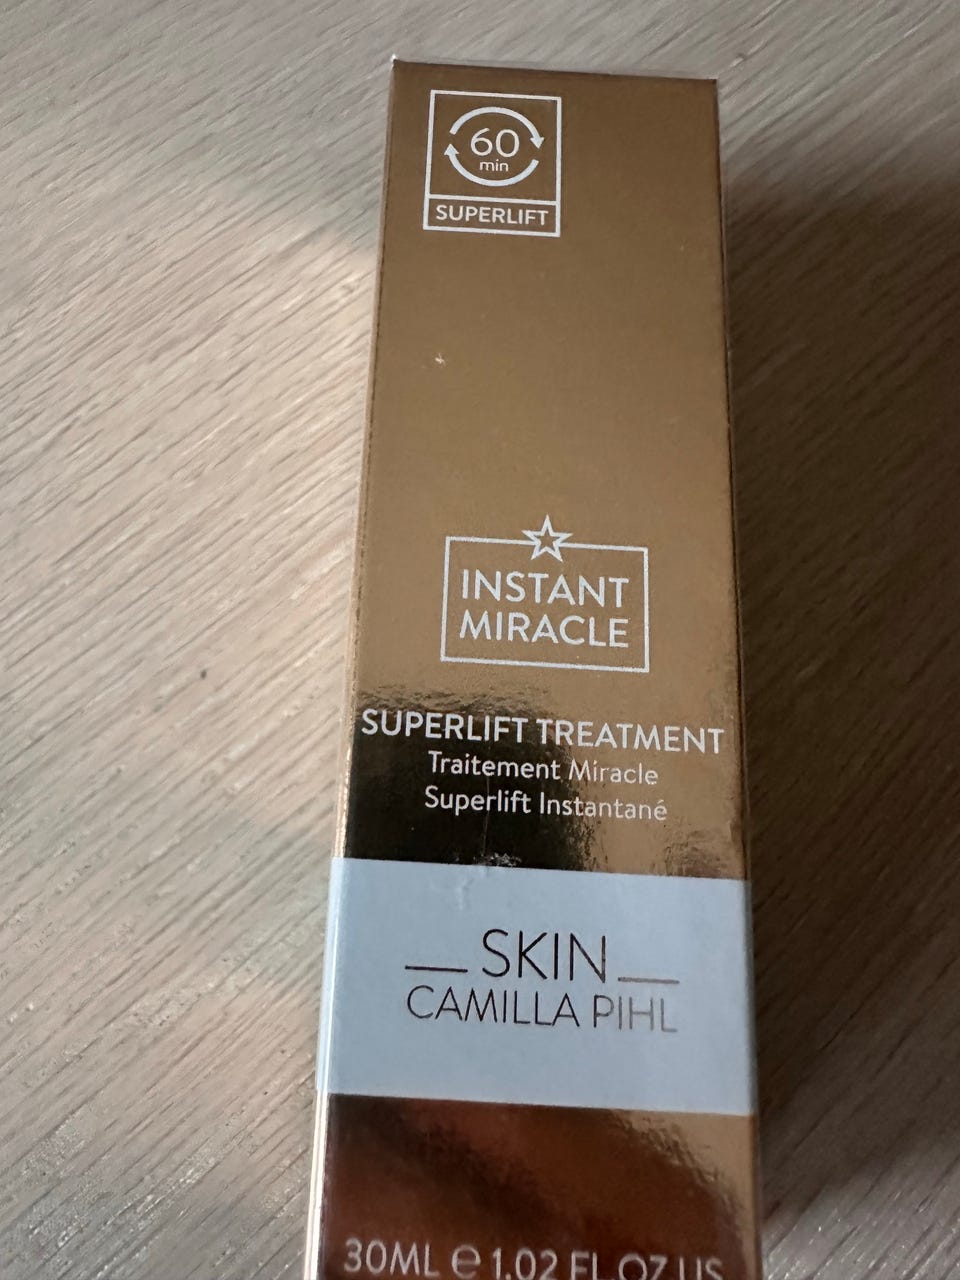 60
min
SUPERLIFT
INSTANT
MIRACLE
SUPERLIFT TREATMENT
Traitement Miracle
Superlift Instantané
SKIN
CAMILLA PIHL
30ML ℮ 1.02 FL.OZ.US